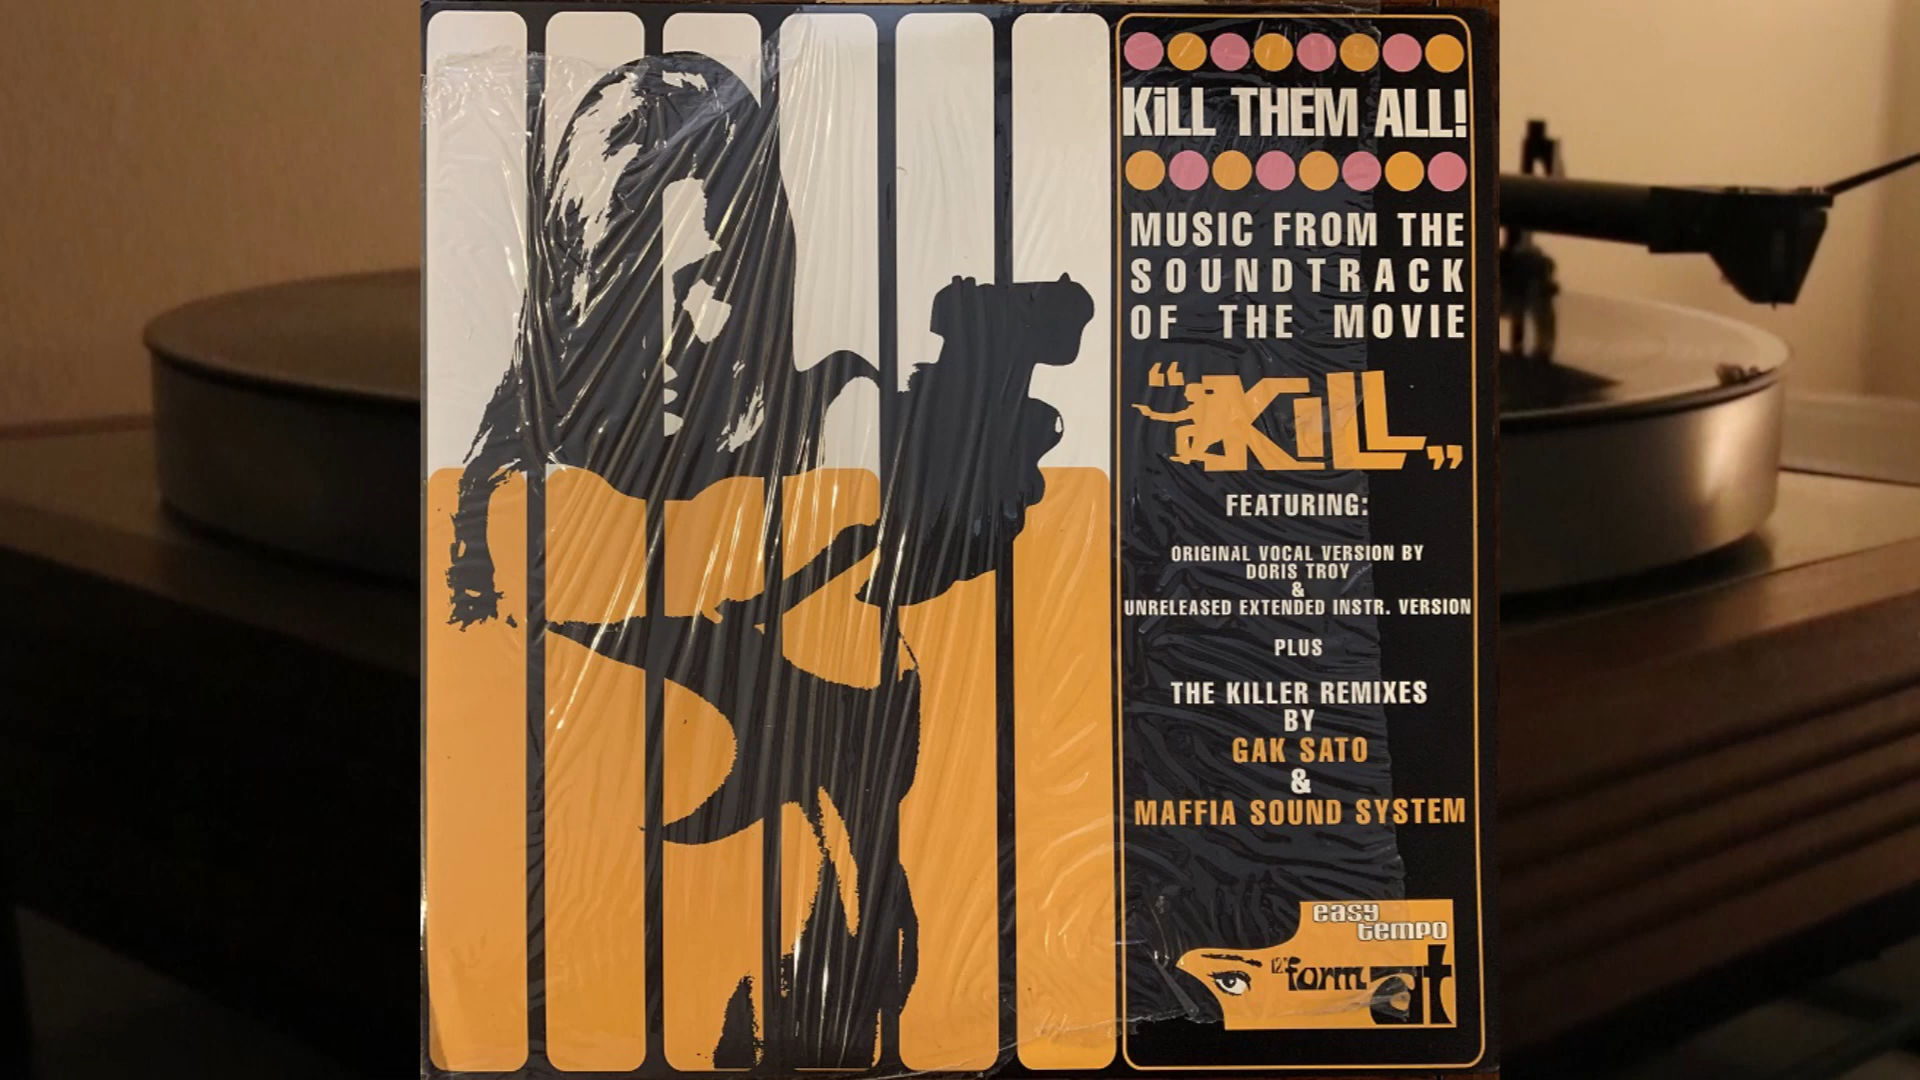 KiLL THEM ALL!
MUSIC FROM THE
SOUNDTRACK
OF THE MOVIE
“KiLL„
FEATURING:
ORIGINAL VOCAL VERSION BY
DORIS TROY
&
UNRELEASED EXTENDED INSTR. VERSION
PLUS
THE KILLER REMIXES
BY
GAK SATO
&
MAFFIA SOUND SYSTEM
easy
tempo
12" format